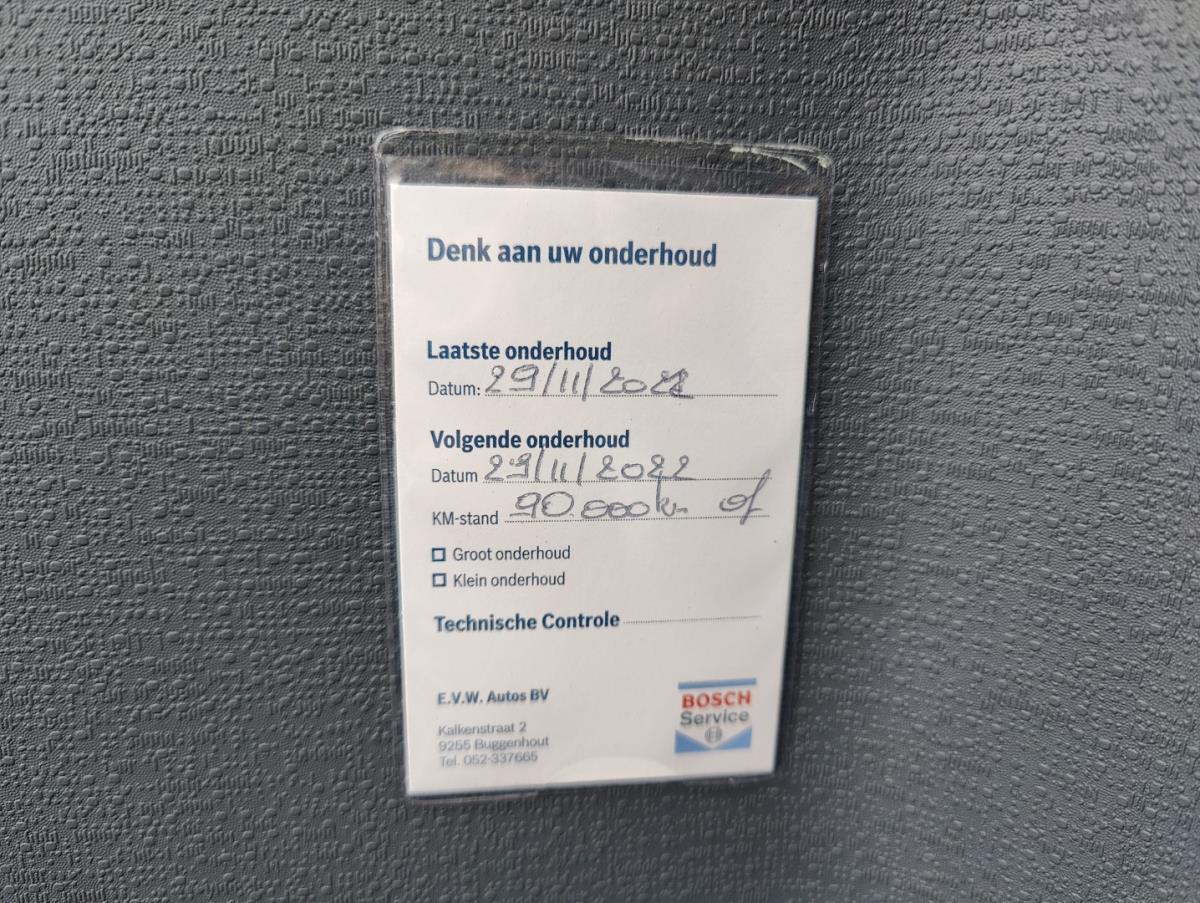 Denk aan uw onderhoud
Laatste onderhoud
Datum: 29/11/2021
Volgende onderhoud
Datum 29/11/2022
KM-stand 90.000km of
Groot onderhoud
Klein onderhoud
Technische Controle
E.V.W. Autos BV
Kalkenstraat 2
9255 Buggenhout
Tel. 052-337665
BOSCH
Service